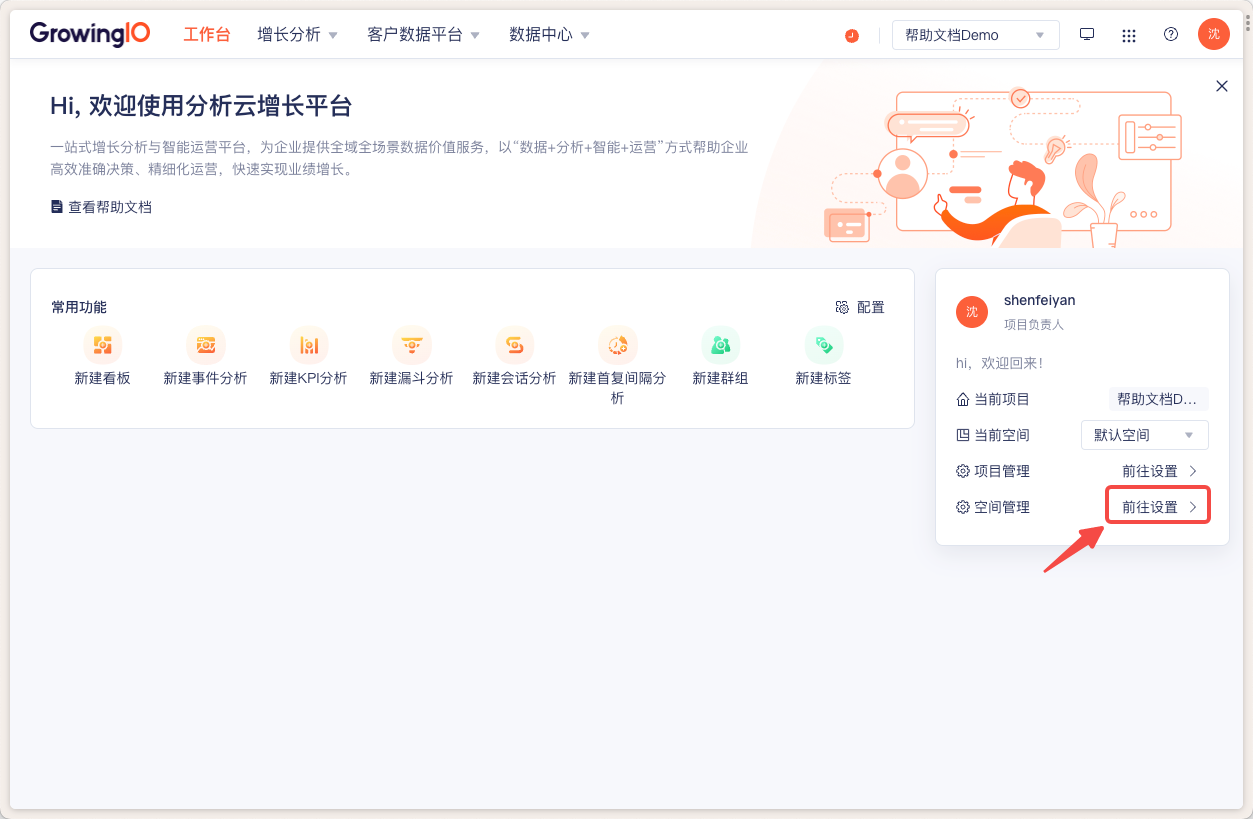 GrowingIO
工作台
增长分析
客户数据平台
数据中心
帮助文档Demo
沈
Hi, 欢迎使用分析云增长平台
一站式增长分析与智能运营平台，为企业提供全域全场景数据价值服务，以“数据+分析+智能+运营”方式帮助企业
高效准确决策、精细化运营，快速实现业绩增长。
查看帮助文档
常用功能
配置
新建看板
新建事件分析
新建KPI分析
新建漏斗分析
新建会话分析
新建首复间隔分
析
新建群组
新建标签
沈
shenfeiyan
项目负责人
hi，欢迎回来！
当前项目
帮助文档D...
当前空间
默认空间
项目管理
前往设置
空间管理
前往设置